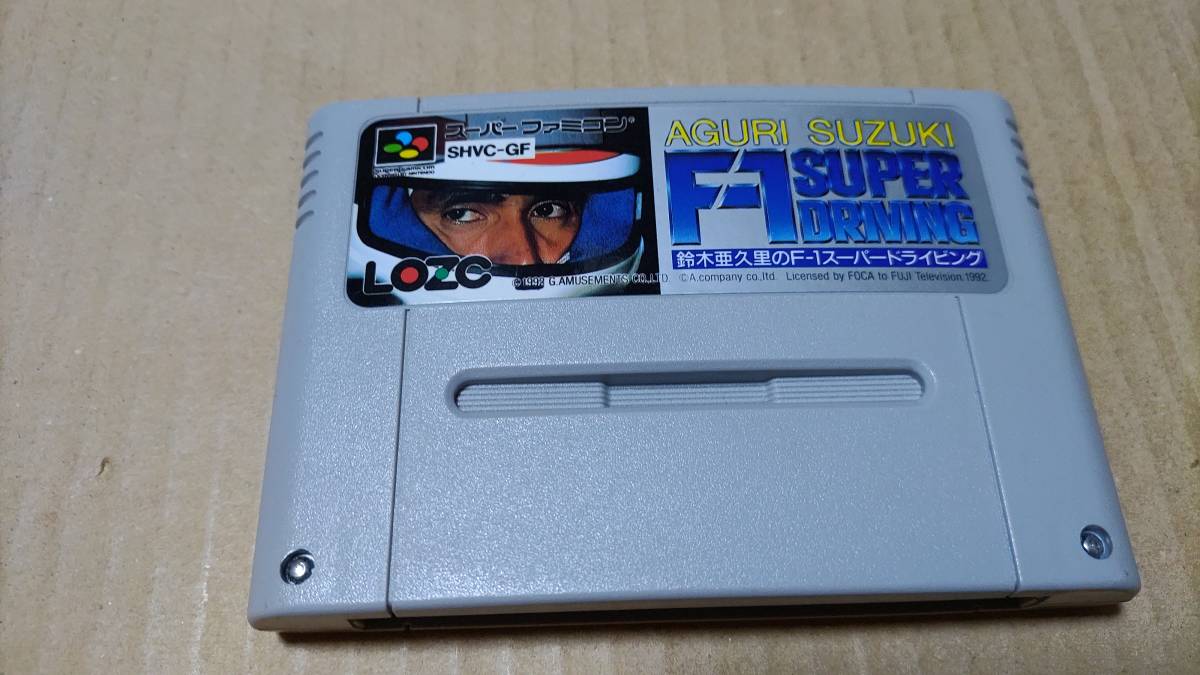 スーパーファミコン®
SHVC-GF
LOZC
©1992 G.AMUSEMENTS CO.,LTD.
AGURI SUZUKI
F-1
SUPER
DRIVING
鈴木亜久里のF-1スーパードライビング
©A.company co.,ltd. Licensed by FOCA to FUJI Television.1992.